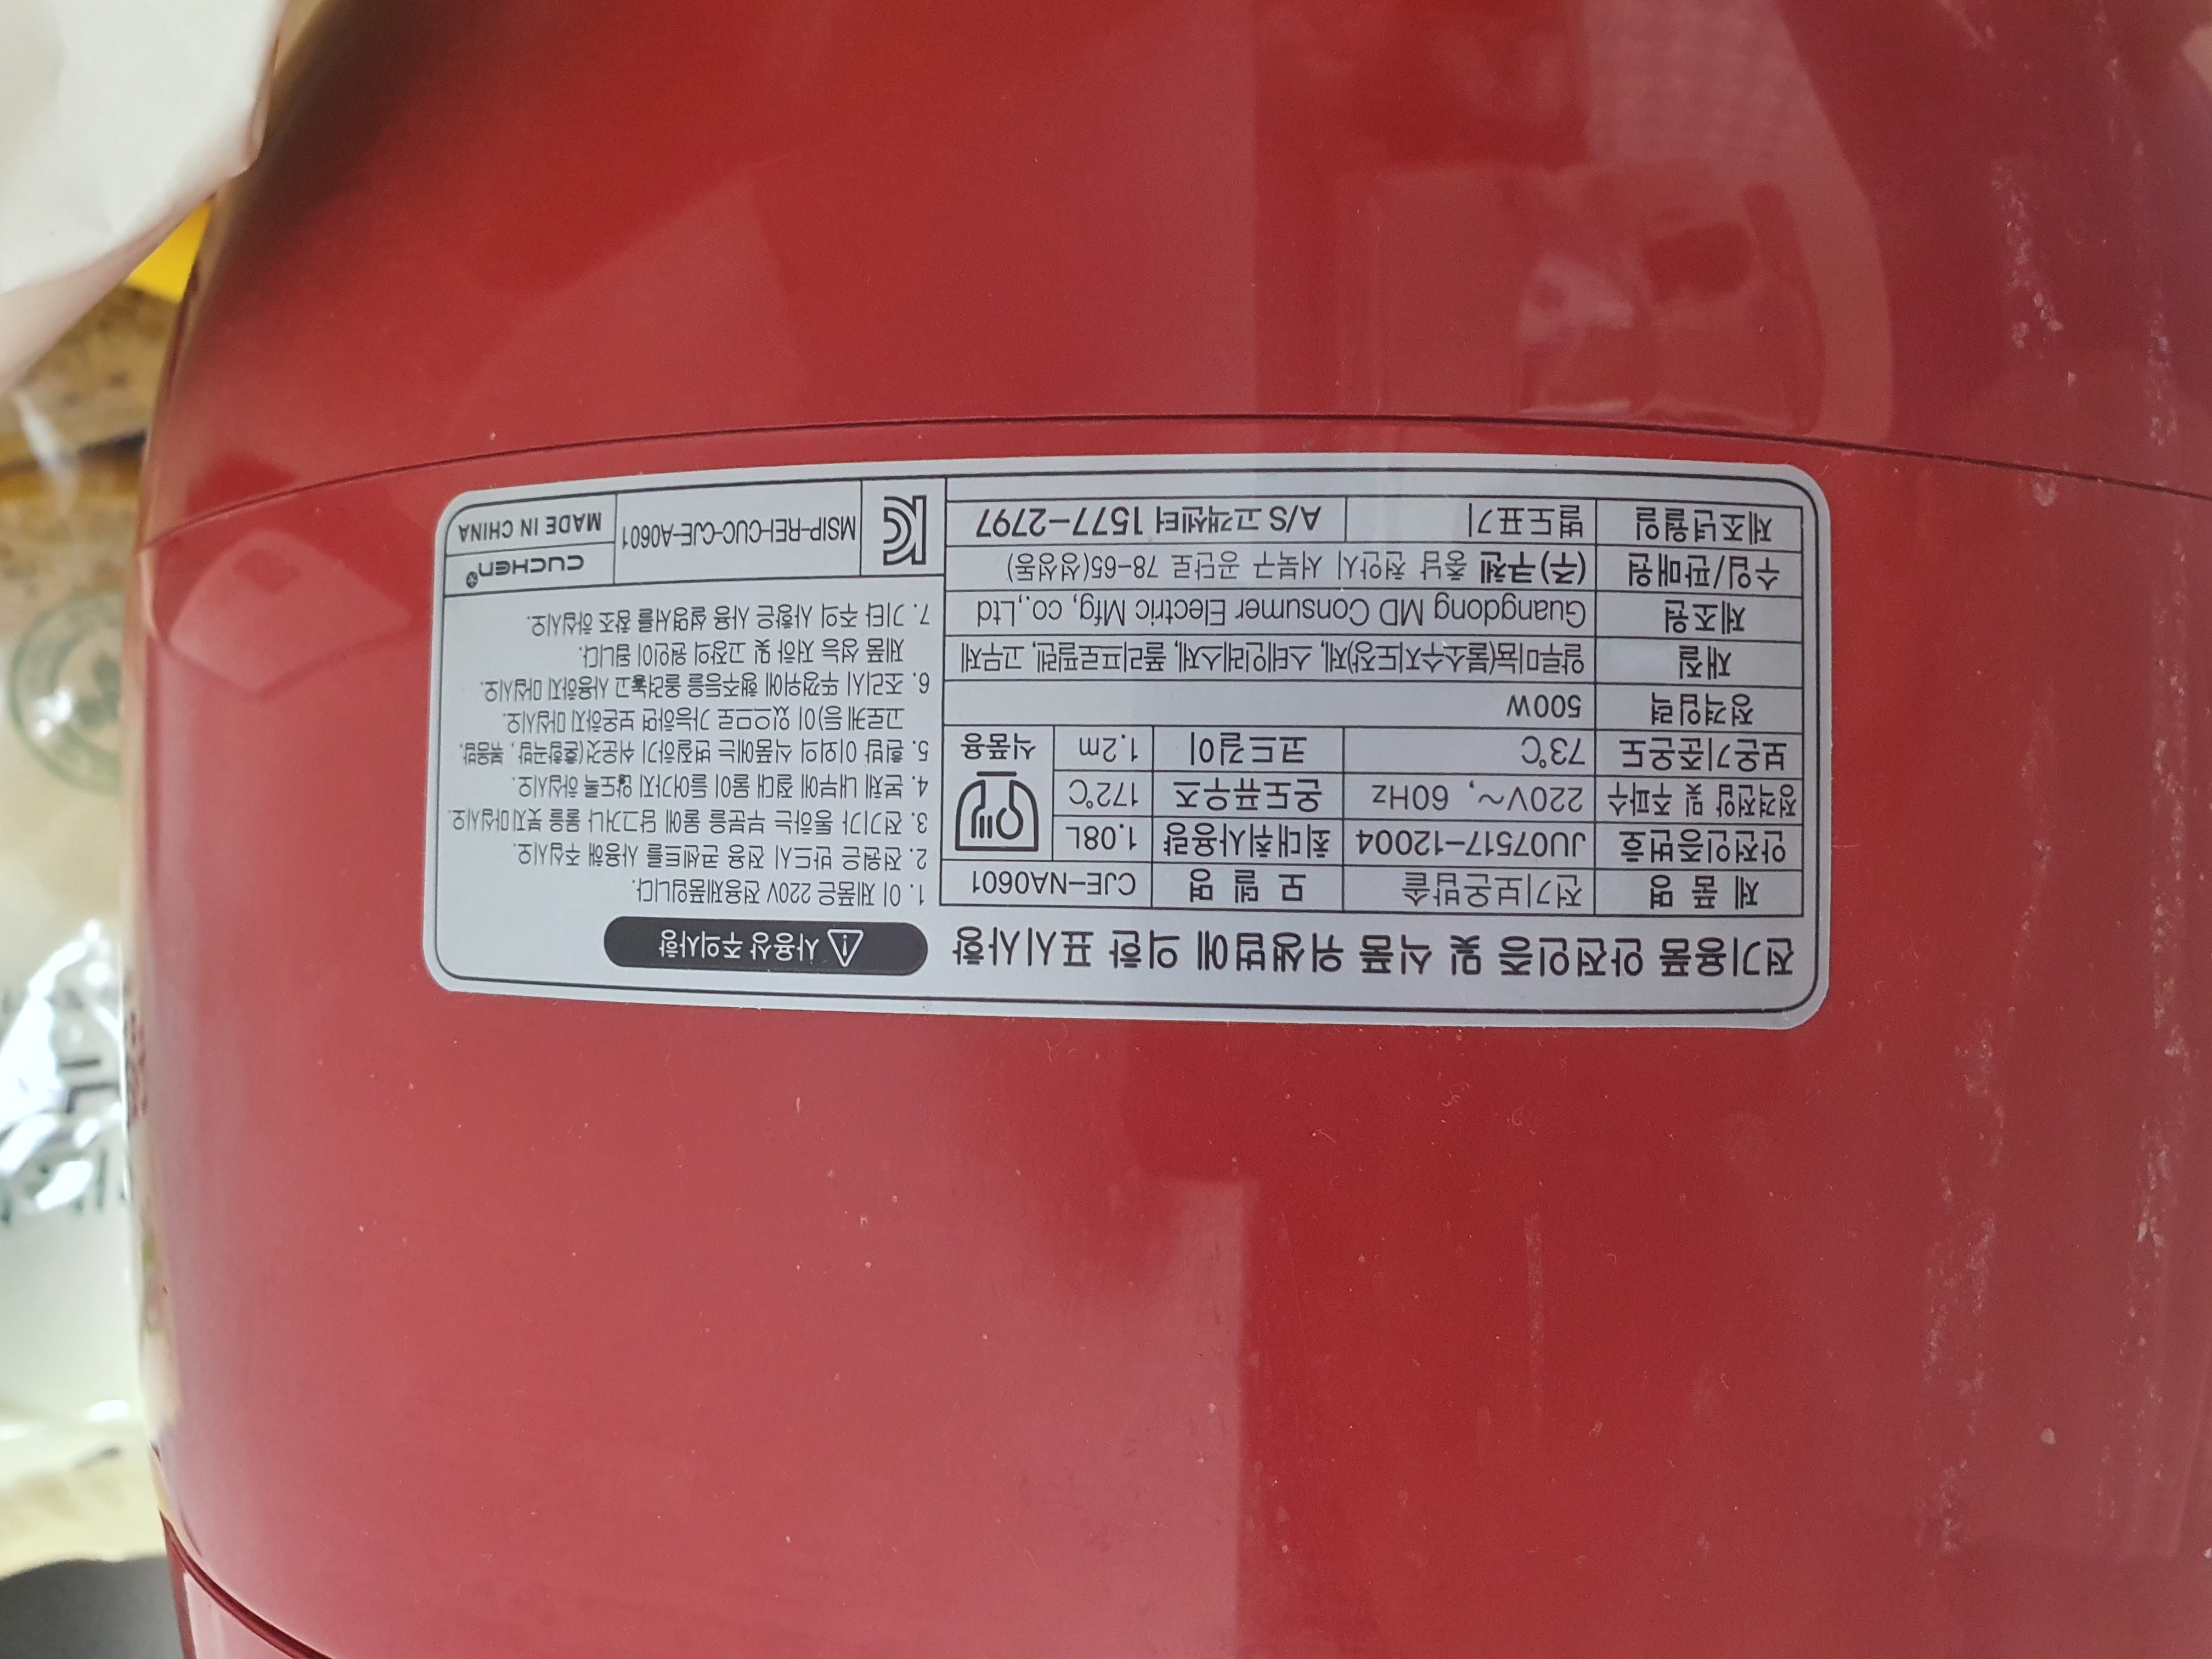 전기용품 안전인증 및 식품 위생법에 의한 표시사항
제 품 명 전기보온밥솥 모 델 명 CJE-NA0601
안전인증번호 JU07517-12004 최대취사용량 1.08L
정격전압 및 주파수 220V~, 60Hz 온도퓨우즈 172℃
보온기준온도 73℃ 코드길이 1.2m 식품용
정격입력 500W
재질 알루미늄(불소수지도장)제, 스테인레스제, 폴리프로필렌, 고무제
제조원 Guangdong MD Consumer Electric Mfg, co.,Ltd
수입/판매원 (주)쿠첸 충남 천안시 서북구 공단로 78-65(성성동)
제조년월일 별도표기 A/S 고객센터 1577-2797
사용상 주의사항
1. 이 제품은 220V 전용제품입니다.
2. 전원은 반드시 전용 콘센트를 사용해 주십시오.
3. 전기가 통하는 부분을 물에 담그거나 물을 붓지마십시오.
4. 본체 내부에 절대 물이 들어가지 않도록 하십시오.
5. 흰밥 이외의 식품에는 변질하기 쉬운것(혼합곡밥, 볶음밥,
고로케 등)이 있으므로 가능하면 보온하지 마십시오.
6. 조리시 뚜껑위에 행주등을 올려놓고 사용하지 마십시오.
제품 성능 저하 및 고장의 원인이 됩니다.
7. 기타 주의 사항은 사용 설명서를 참조 하십시오.
MSIP-REI-CUC-CJE-A0601
CUCHEN
MADE IN CHINA